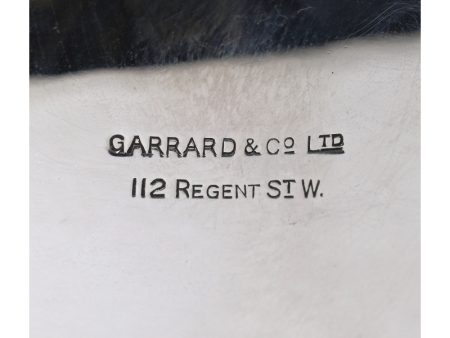 GARRARD & Co LTD
112 REGENT ST W.